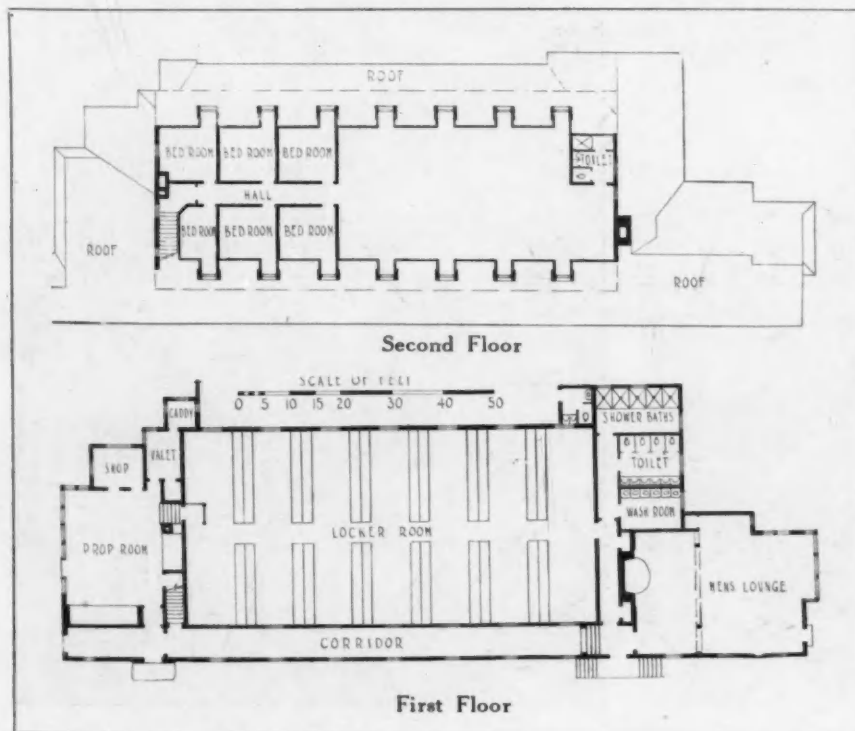 ROOF
BED ROOM BED ROOM BED ROOM
TOILET
HALL
BED ROOM BED ROOM BED ROOM
ROOF
ROOF
Second Floor
SCALE OF FEET
0 5 10 15 20 30 40 50
CADDY
SHOWER BATHS
VALET
SHOP
TOILET
WASH ROOM
LOCKER ROOM
PROP ROOM
MENS LOUNGE
CORRIDOR
First Floor